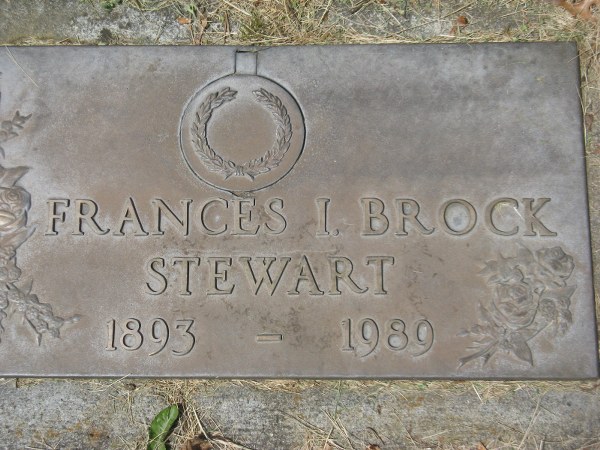 FRANCES I. BROCK
STEWART
1893 - 1989